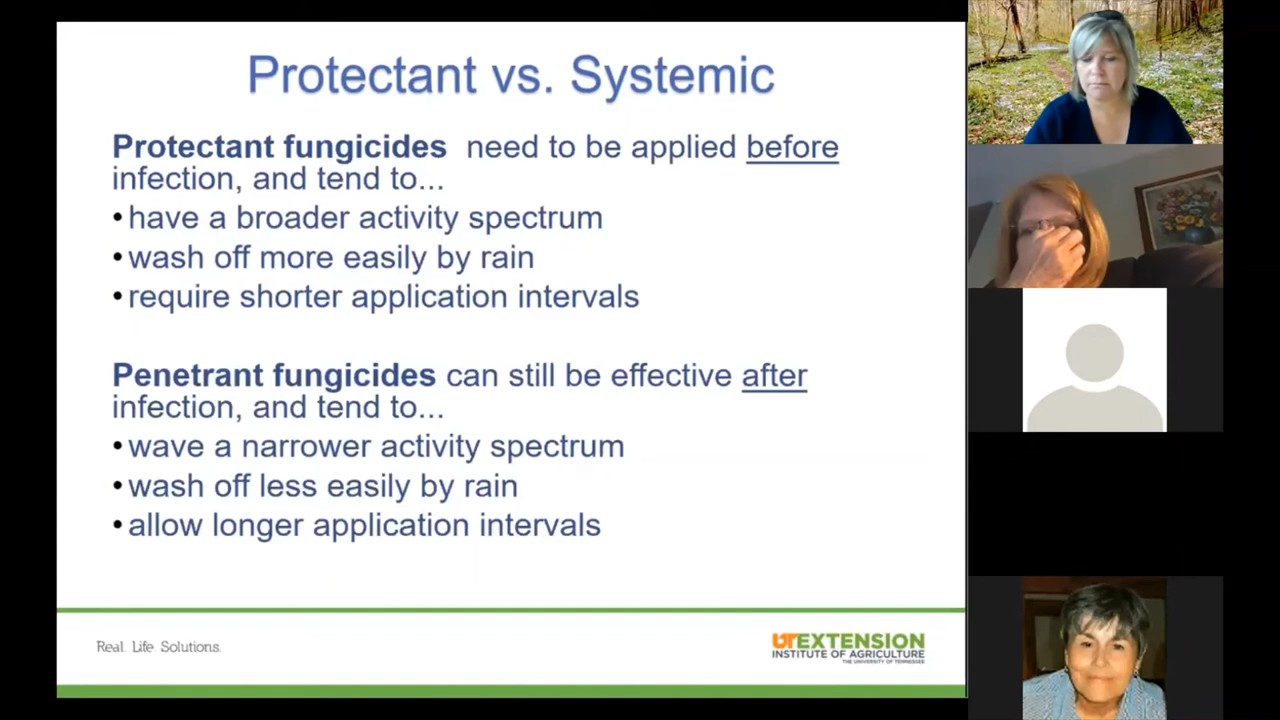 Protectant vs. Systemic
Protectant fungicides need to be applied before
infection, and tend to...
•have a broader activity spectrum
•wash off more easily by rain
•require shorter application intervals
Penetrant fungicides can still be effective after
infection, and tend to...
•wave a narrower activity spectrum
•wash off less easily by rain
•allow longer application intervals
Real. Life Solutions.
UT EXTENSION
INSTITUTE OF AGRICULTURE
THE UNIVERSITY OF TENNESSEE